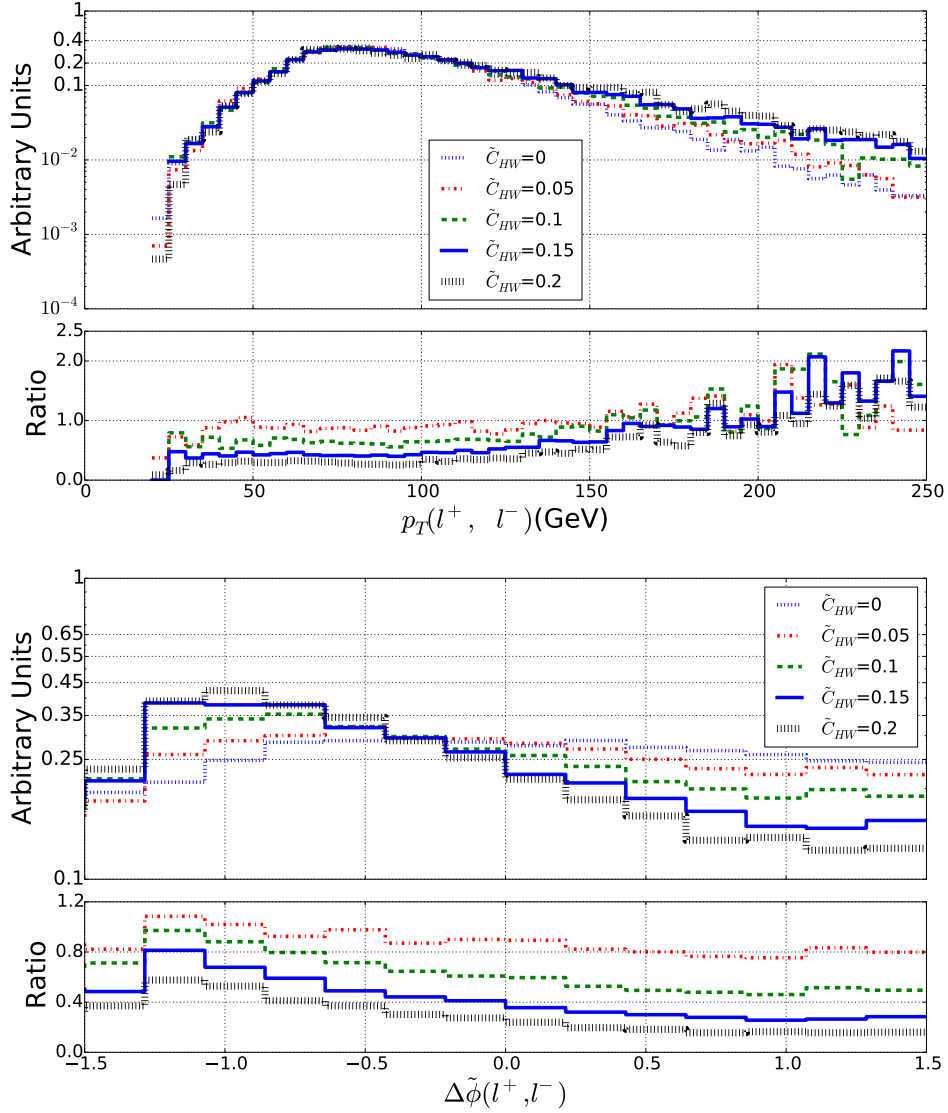 1
0.4
0.2
0.1
10⁻²
10⁻³
10⁻⁴
Arbitrary Units
C̃_HW=0
C̃_HW=0.05
C̃_HW=0.1
C̃_HW=0.15
C̃_HW=0.2
2.5
2.0
1.0
0.0
Ratio
0 50 100 150 200 250
p_T(l⁺, l⁻)(GeV)
1
0.65
0.55
0.45
0.35
0.25
0.1
Arbitrary Units
C̃_HW=0
C̃_HW=0.05
C̃_HW=0.1
C̃_HW=0.15
C̃_HW=0.2
1.2
0.8
0.4
0.0
Ratio
−1.5 −1.0 −0.5 0.0 0.5 1.0 1.5
Δφ̃(l⁺,l⁻)